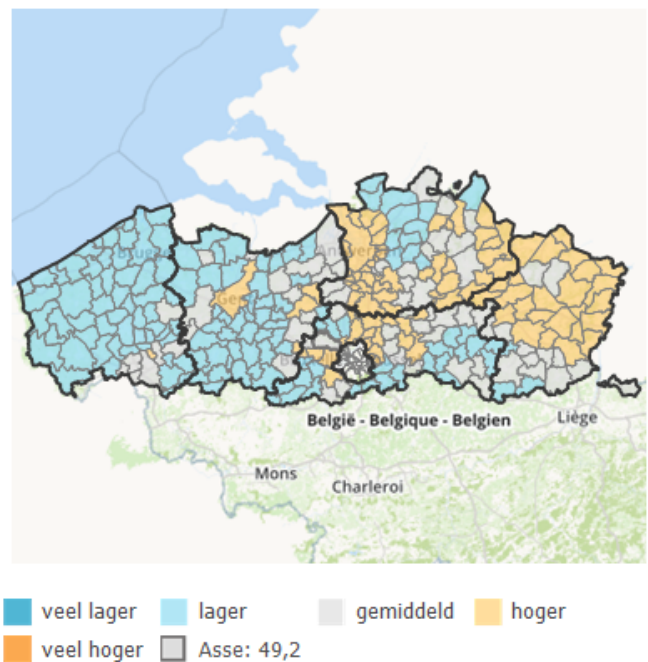 België - Belgique - Belgien
Liège
Mons
Charleroi
veel lager
lager
gemiddeld
hoger
veel hoger
Asse: 49,2